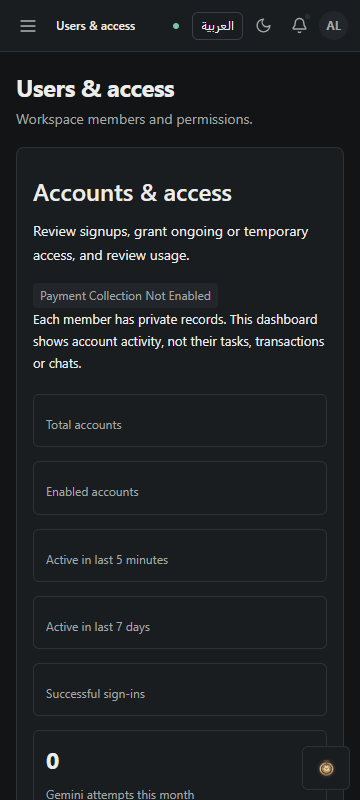 Users & access
العربية
AL
Users & access
Workspace members and permissions.
Accounts & access
Review signups, grant ongoing or temporary
access, and review usage.
Payment Collection Not Enabled
Each member has private records. This dashboard
shows account activity, not their tasks, transactions
or chats.
Total accounts
Enabled accounts
Active in last 5 minutes
Active in last 7 days
Successful sign-ins
0
Gemini attempts this month